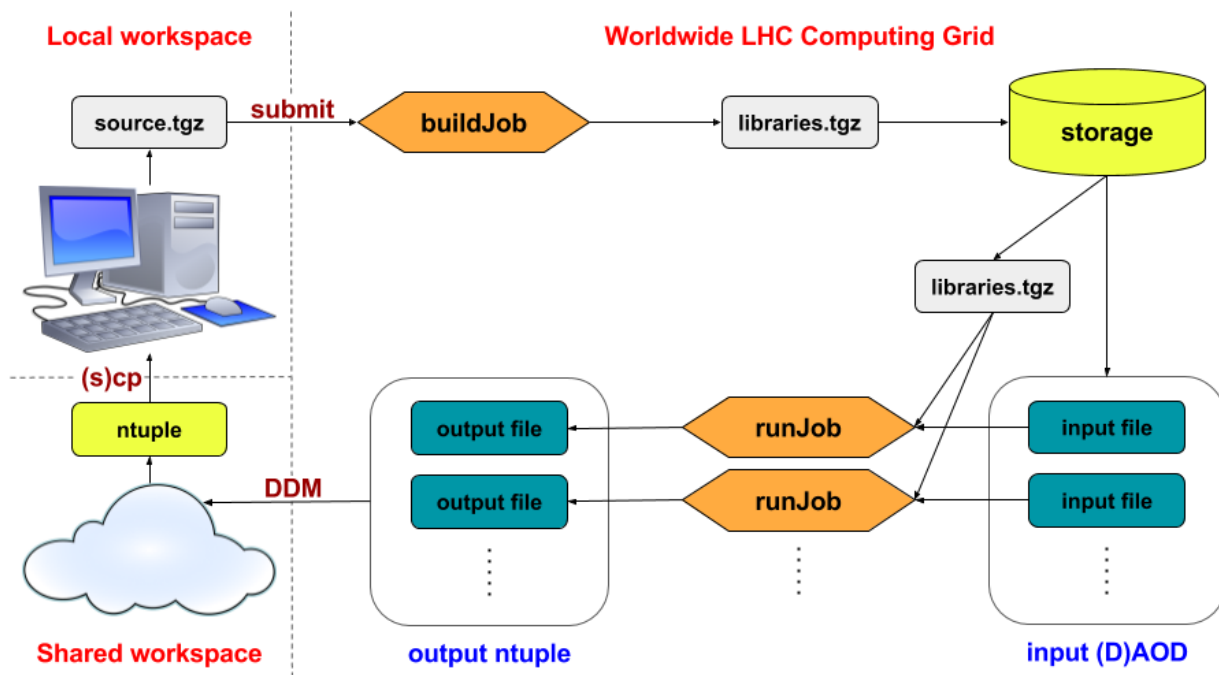 Local workspace
Worldwide LHC Computing Grid
source.tgz
submit
buildJob
libraries.tgz
storage
libraries.tgz
(s)cp
ntuple
output file
runJob
input file
DDM
output file
runJob
input file
Shared workspace
output ntuple
input (D)AOD